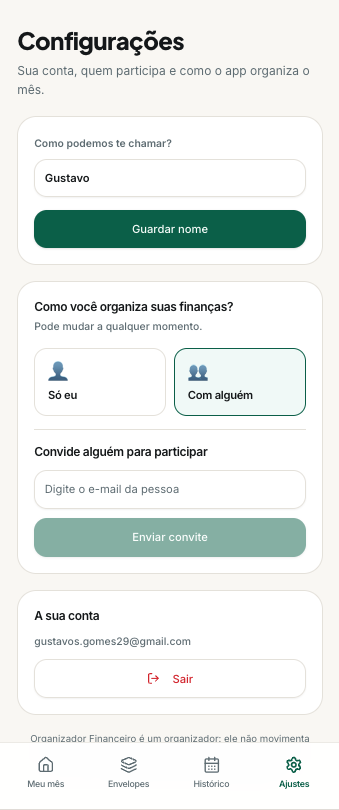 Configurações
Sua conta, quem participa e como o app organiza o
mês.
Como podemos te chamar?
Gustavo
Guardar nome
Como você organiza suas finanças?
Pode mudar a qualquer momento.
Só eu
Com alguém
Convide alguém para participar
Digite o e-mail da pessoa
Enviar convite
A sua conta
gustavos.gomes29@gmail.com
Sair
Organizador Financeiro é um organizador: ele não movimenta
Meu mês
Envelopes
Histórico
Ajustes